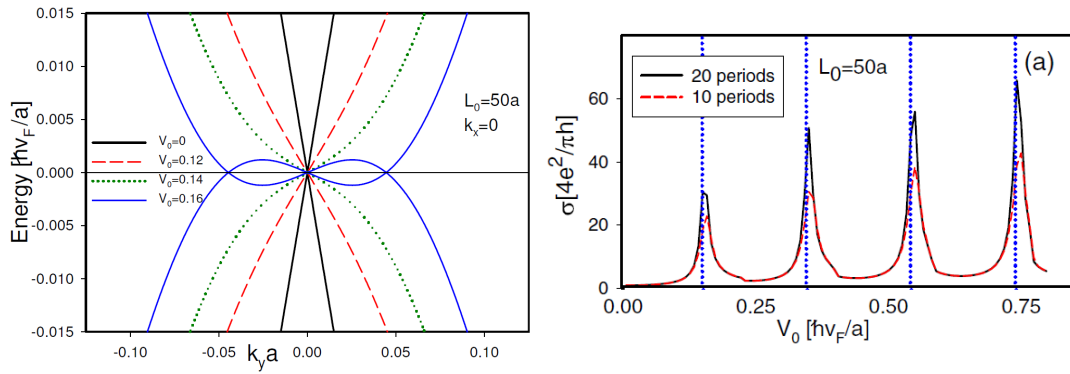 0.015
0.010
0.005
0.000
-0.005
-0.010
-0.015
Energy [ħv_F/a]
L₀=50a
kₓ=0
V₀=0
V₀=0.12
V₀=0.14
V₀=0.16
-0.10
-0.05
0.00
0.05
0.10
k_y a
(a)
L₀=50a
20 periods
10 periods
60
40
20
0
σ[4e²/πh]
0.00
0.25
0.50
0.75
V₀ [ħv_F/a]